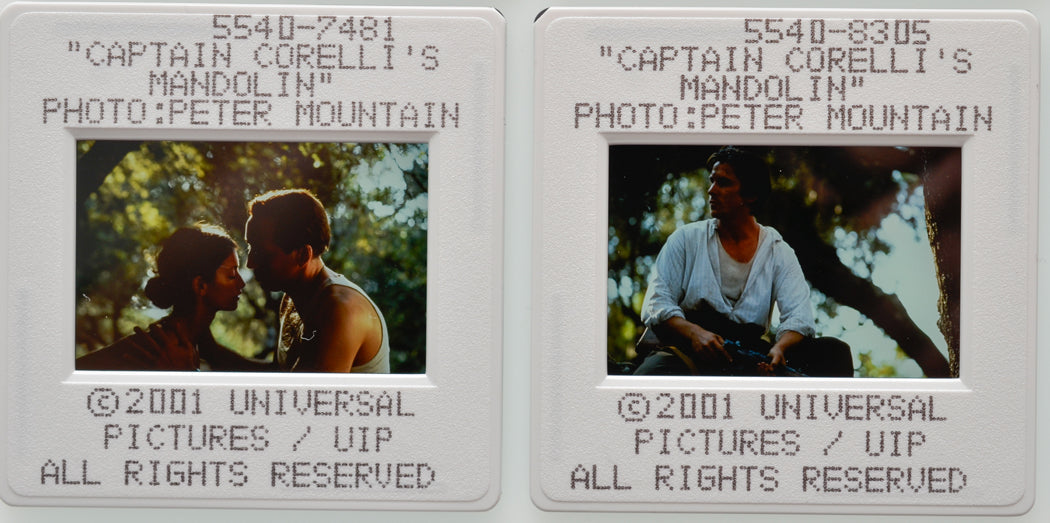 5540-7481
"CAPTAIN CORELLI'S
MANDOLIN"
PHOTO:PETER MOUNTAIN
©2001 UNIVERSAL
PICTURES / UIP
ALL RIGHTS RESERVED
5540-8305
"CAPTAIN CORELLI'S
MANDOLIN"
PHOTO:PETER MOUNTAIN
©2001 UNIVERSAL
PICTURES / UIP
ALL RIGHTS RESERVED